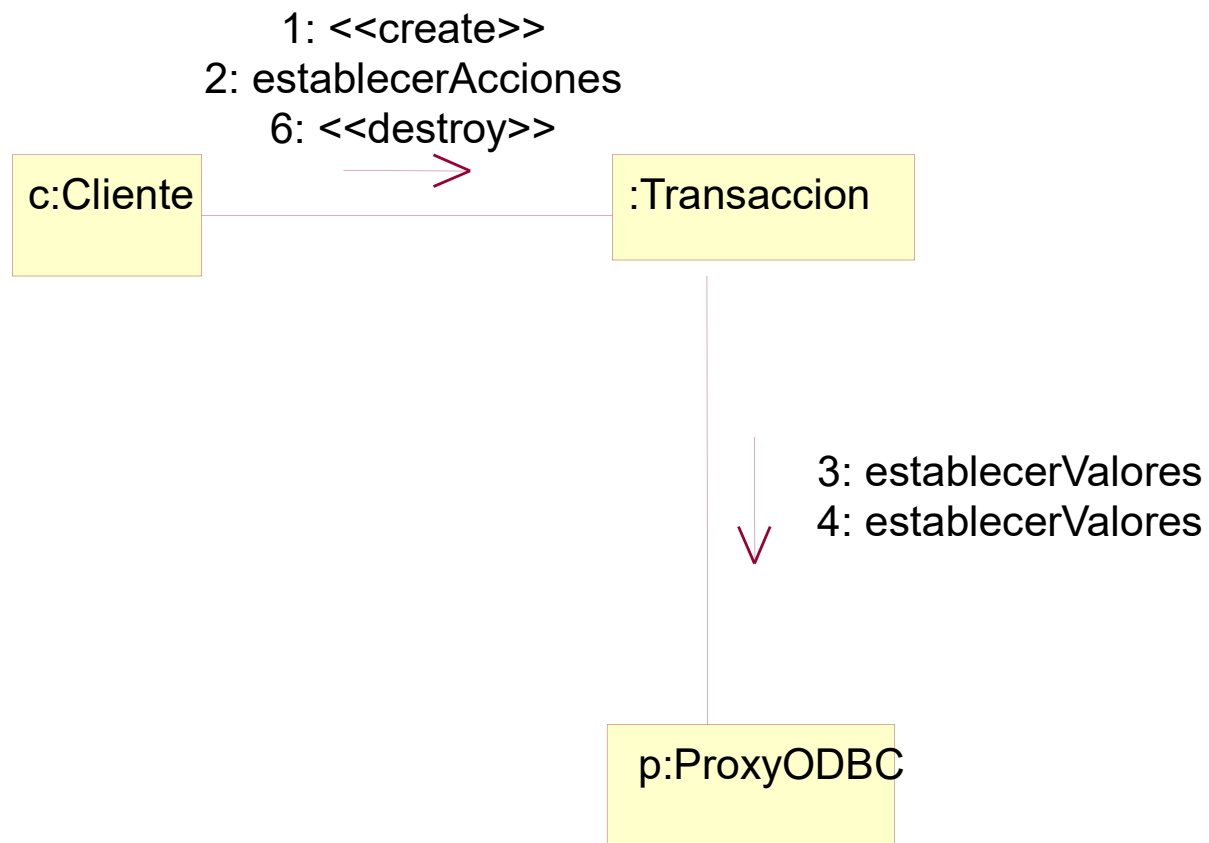 1: <<create>>
2: establecerAcciones
6: <<destroy>>
c:Cliente
:Transaccion
3: establecerValores
4: establecerValores
p:ProxyODBC